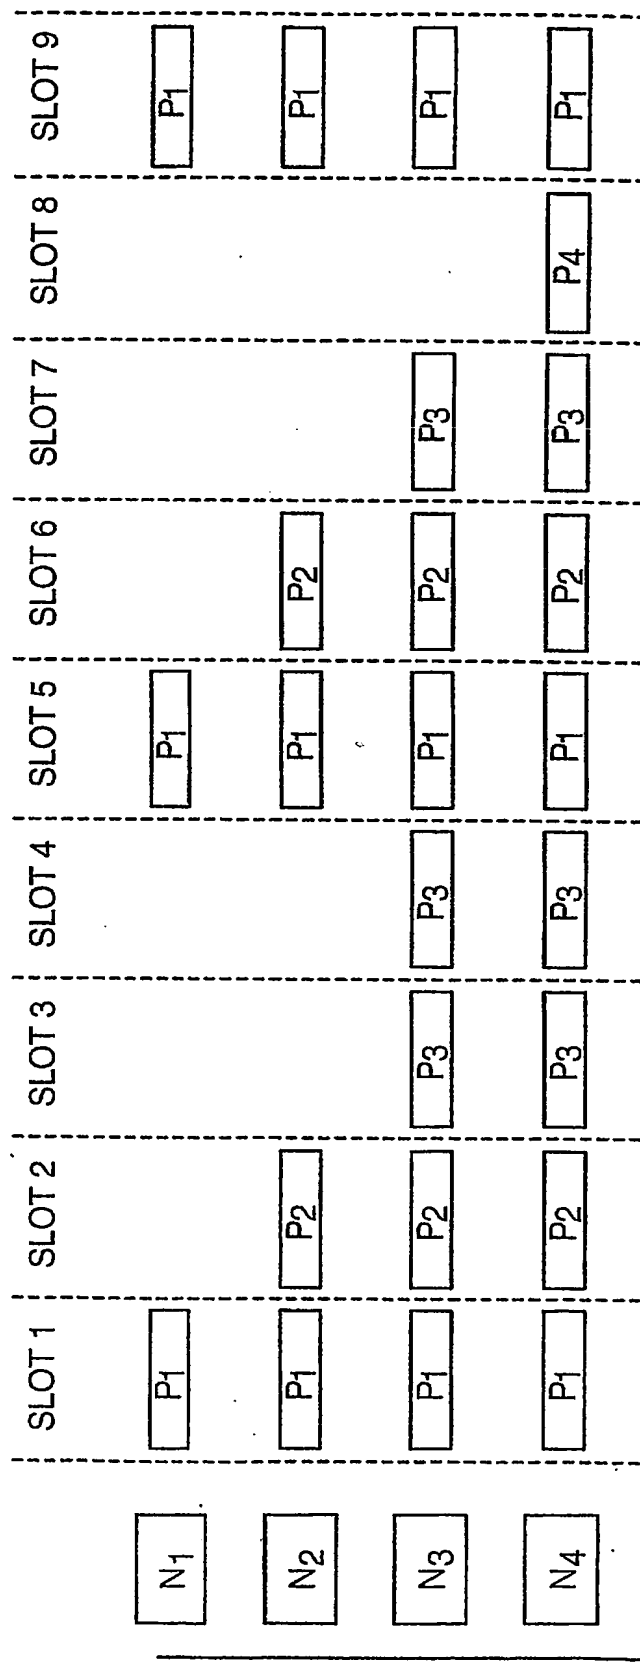 SLOT 1 SLOT 2 SLOT 3 SLOT 4 SLOT 5 SLOT 6 SLOT 7 SLOT 8 SLOT 9
N1 P1 P1 P1
N2 P1 P2 P1 P2 P1
N3 P1 P2 P3 P3 P1 P2 P3 P1
N4 P1 P2 P3 P3 P1 P2 P3 P4 P1